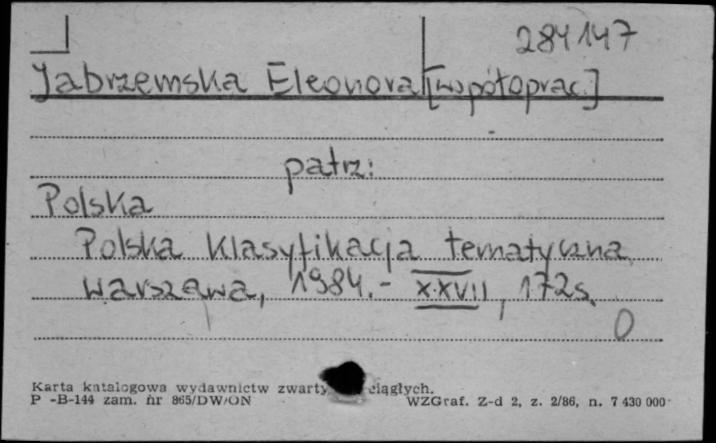 284147
Jabrzemska Eleonora [współoprac.]
patrz:
Polska
Polska klasyfikacja tematyczna
Warszawa, 1984.- XXVII, 172s.
0
Karta katalogowa wydawnictw zwarty ciągłych.
P -B-144 zam. nr 865/DW/ON WZGraf. Z-d 2, z. 2/86, n. 7 430 000